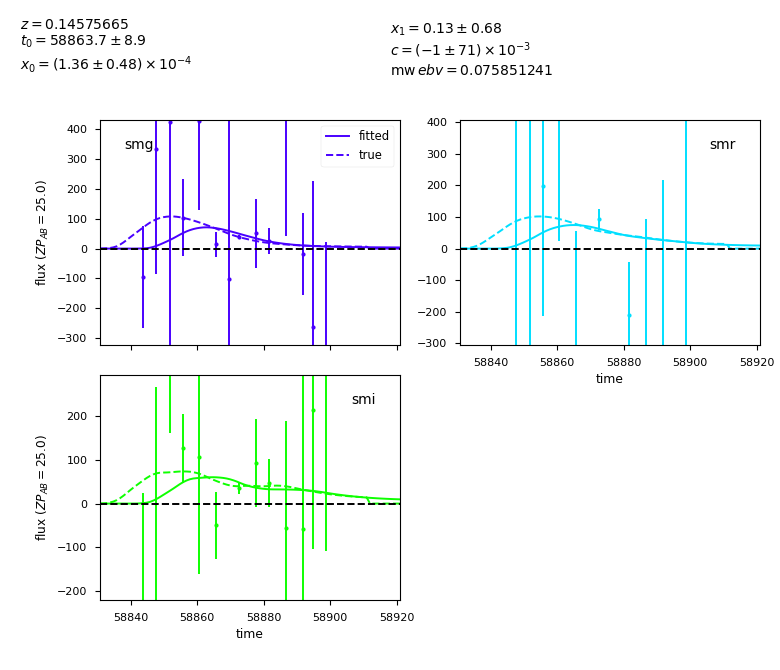 z = 0.14575665
t₀ = 58863.7 ± 8.9
x₀ = (1.36 ± 0.48) × 10⁻⁴
x₁ = 0.13 ± 0.68
c = (−1 ± 71) × 10⁻³
mw ebv = 0.075851241
smg
fitted
true
400
300
200
100
0
−100
−200
−300
flux (ZP_AB = 25.0)
smr
400
300
200
100
0
−100
−200
−300
58840 58860 58880 58900 58920
time
smi
200
100
0
−100
−200
flux (ZP_AB = 25.0)
58840 58860 58880 58900 58920
time